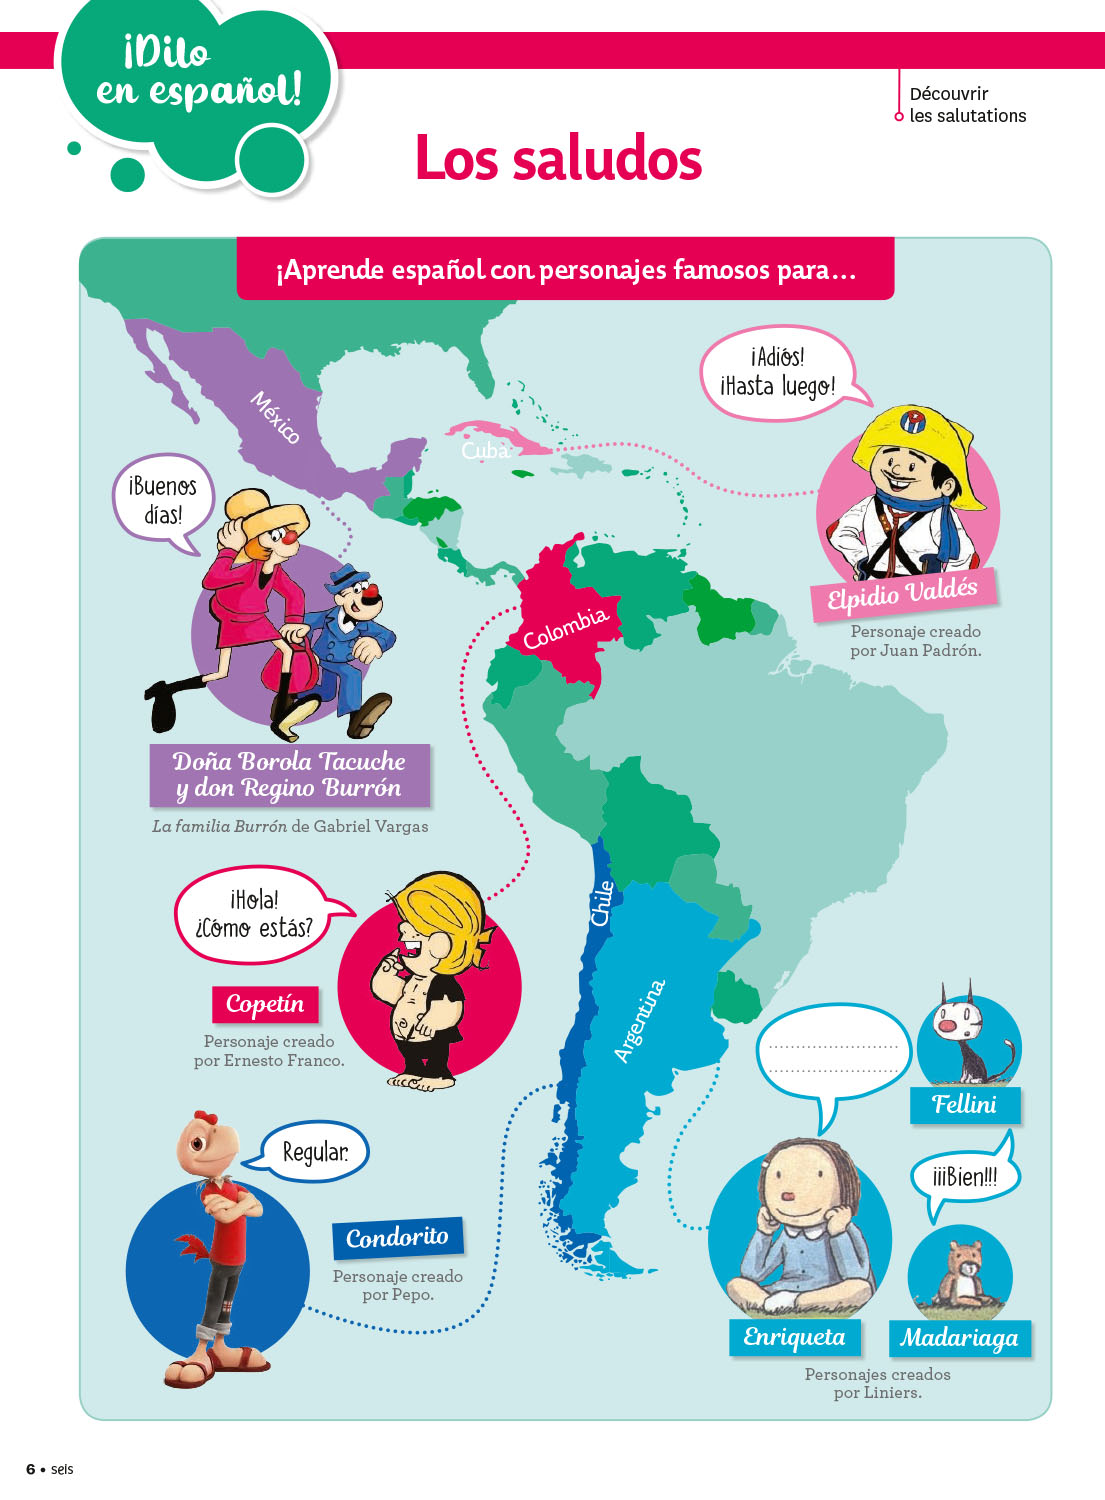 ¡Dilo
en español!
Découvrir
les salutations
Los saludos
¡Aprende español con personajes famosos para...
México
Cuba
Colombia
Chile
Argentina
¡Buenos
días!
Doña Borola Tacuche
y don Regino Burrón
La familia Burrón de Gabriel Vargas
¡Adiós!
¡Hasta luego!
Elpidio Valdés
Personaje creado
por Juan Padrón.
¡Hola!
¿Cómo estás?
Copetín
Personaje creado
por Ernesto Franco.
Regular.
Condorito
Personaje creado
por Pepo.
Fellini
¡¡¡Bien!!!
Enriqueta
Madariaga
Personajes creados
por Liniers.
6 • seis